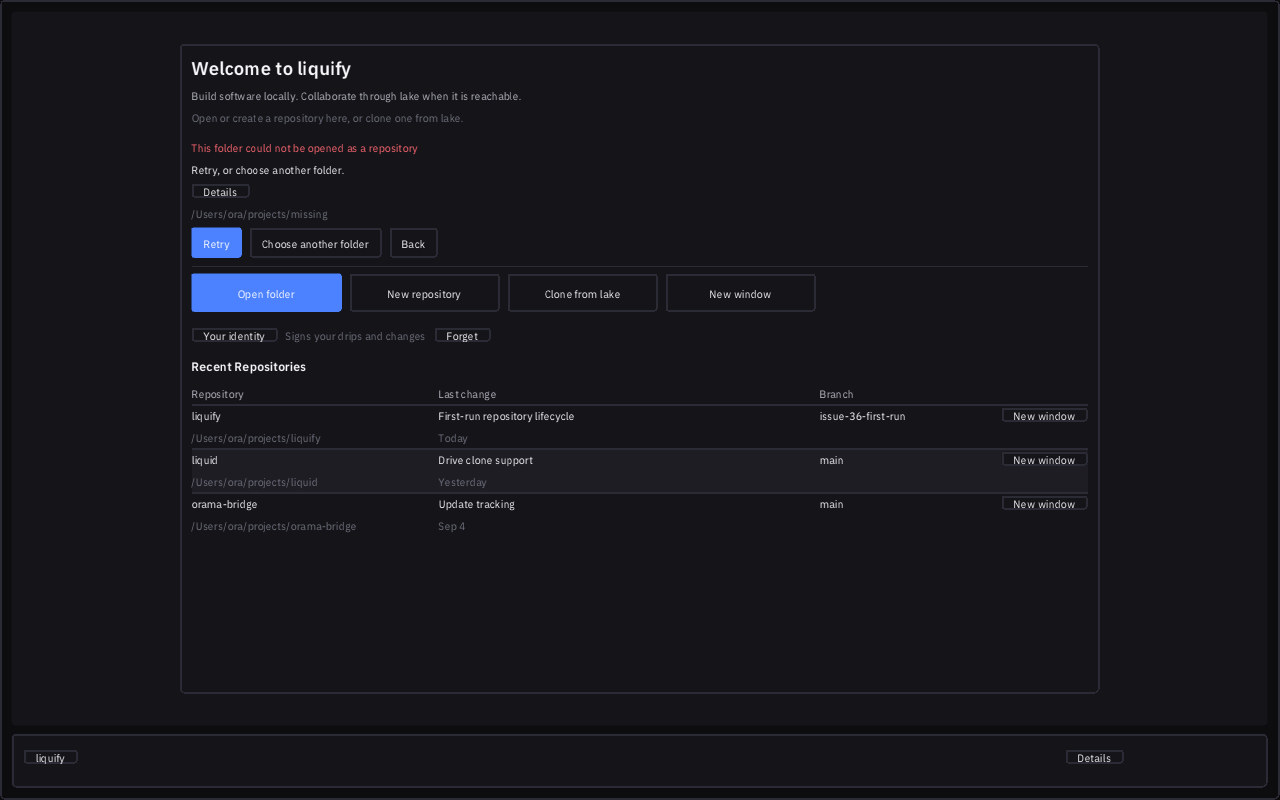 Welcome to liquify
Build software locally. Collaborate through lake when it is reachable.
Open or create a repository here, or clone one from lake.
This folder could not be opened as a repository
Retry, or choose another folder.
Details
/Users/ora/projects/missing
Retry Choose another folder Back
Open folder New repository Clone from lake New window
Your identity Signs your drips and changes Forget
Recent Repositories
Repository Last change Branch
liquify First-run repository lifecycle issue-36-first-run New window
/Users/ora/projects/liquify Today
liquid Drive clone support main New window
/Users/ora/projects/liquid Yesterday
orama-bridge Update tracking main New window
/Users/ora/projects/orama-bridge Sep 4
liquify Details